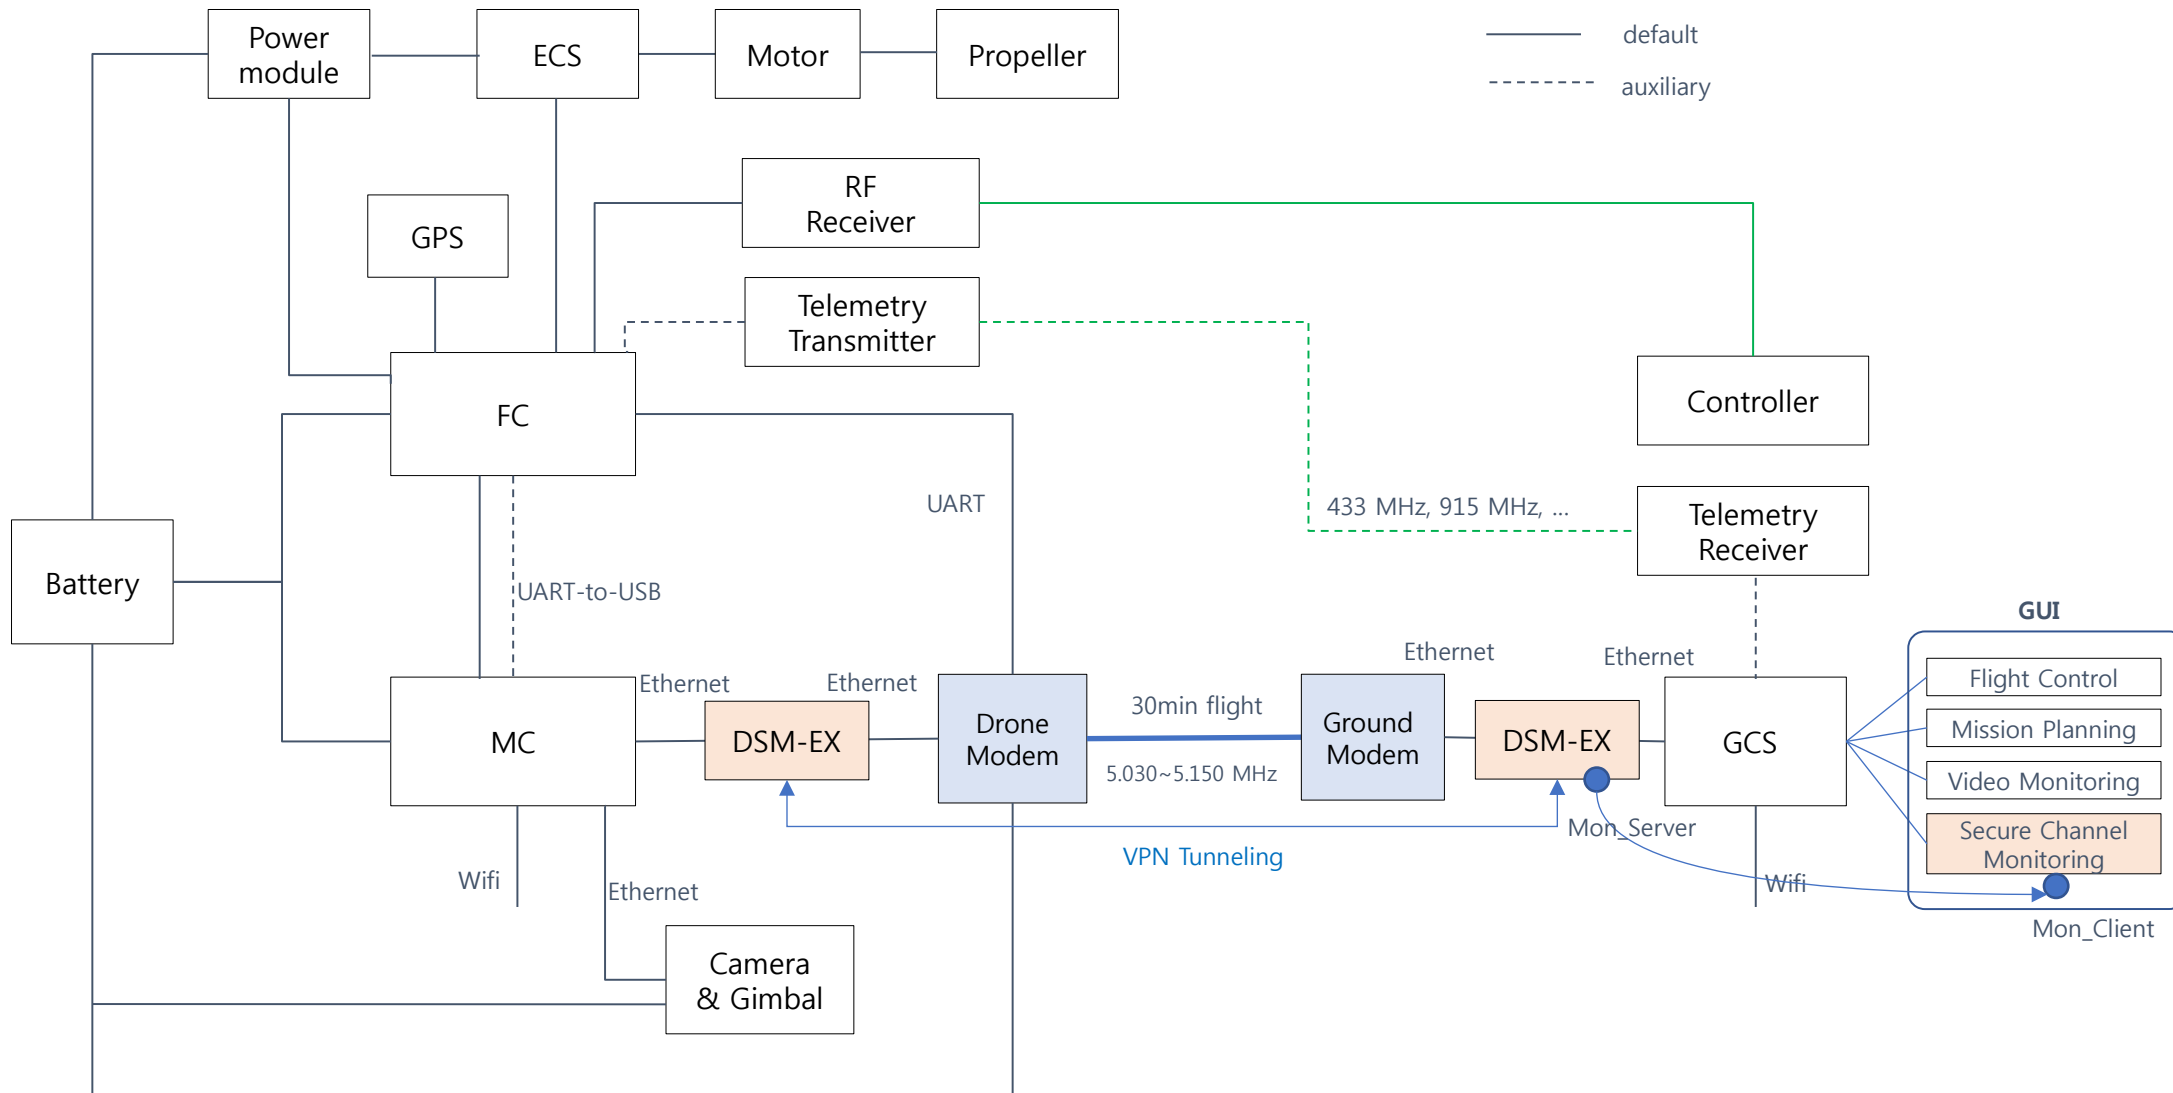 Power
module
ECS
Motor
Propeller
default
auxiliary
RF
Receiver
GPS
Telemetry
Transmitter
FC
Controller
UART
433 MHz, 915 MHz, ...
Telemetry
Receiver
Battery
UART-to-USB
GUI
Ethernet
Ethernet
Ethernet
Ethernet
MC
DSM-EX
Drone
Modem
30min flight
5.030~5.150 MHz
Ground
Modem
DSM-EX
GCS
Flight Control
Mission Planning
Video Monitoring
Secure Channel
Monitoring
Mon_Server
VPN Tunneling
Wifi
Ethernet
Wifi
Mon_Client
Camera
& Gimbal